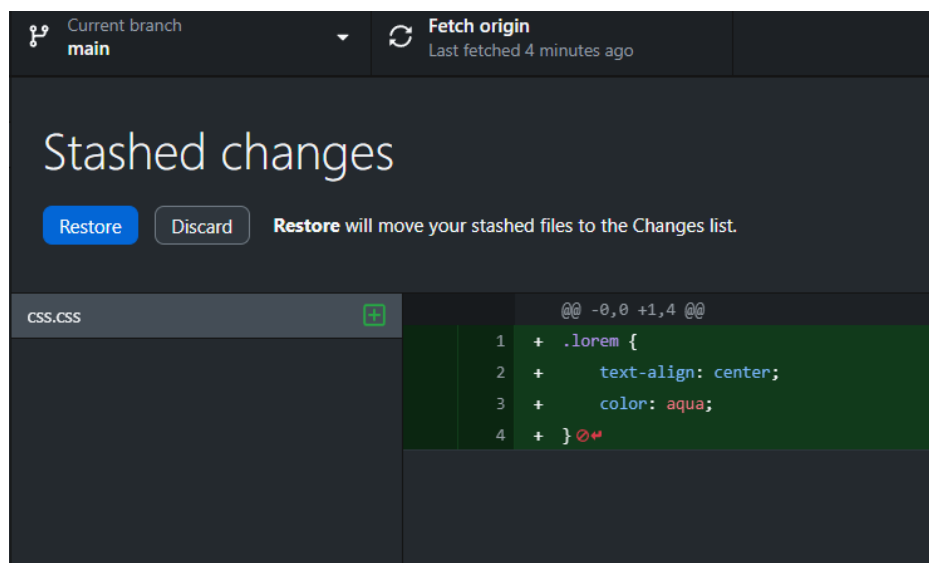 Current branch
main
Fetch origin
Last fetched 4 minutes ago
Stashed changes
Restore
Discard
Restore will move your stashed files to the Changes list.
css.css
@@ -0,0 +1,4 @@
1 + .lorem {
2 + text-align: center;
3 + color: aqua;
4 + }